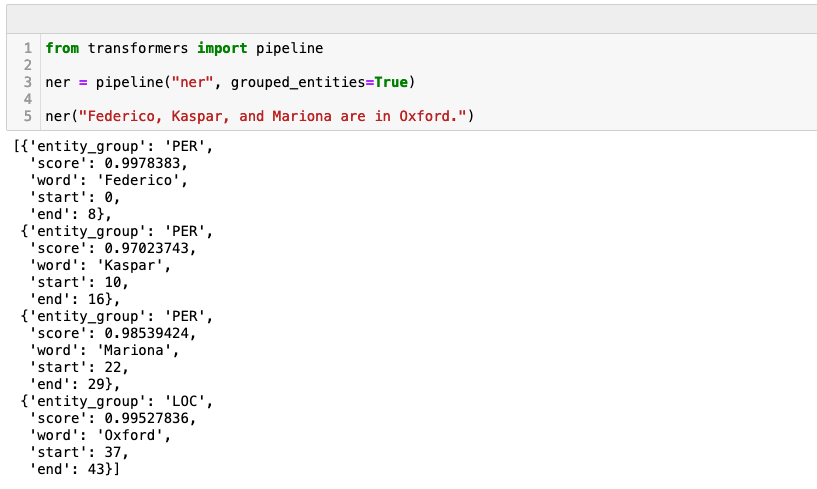 1 from transformers import pipeline
2
3 ner = pipeline("ner", grouped_entities=True)
4
5 ner("Federico, Kaspar, and Mariona are in Oxford.")
[{'entity_group': 'PER',
  'score': 0.9978383,
  'word': 'Federico',
  'start': 0,
  'end': 8},
 {'entity_group': 'PER',
  'score': 0.97023743,
  'word': 'Kaspar',
  'start': 10,
  'end': 16},
 {'entity_group': 'PER',
  'score': 0.98539424,
  'word': 'Mariona',
  'start': 22,
  'end': 29},
 {'entity_group': 'LOC',
  'score': 0.99527836,
  'word': 'Oxford',
  'start': 37,
  'end': 43}]